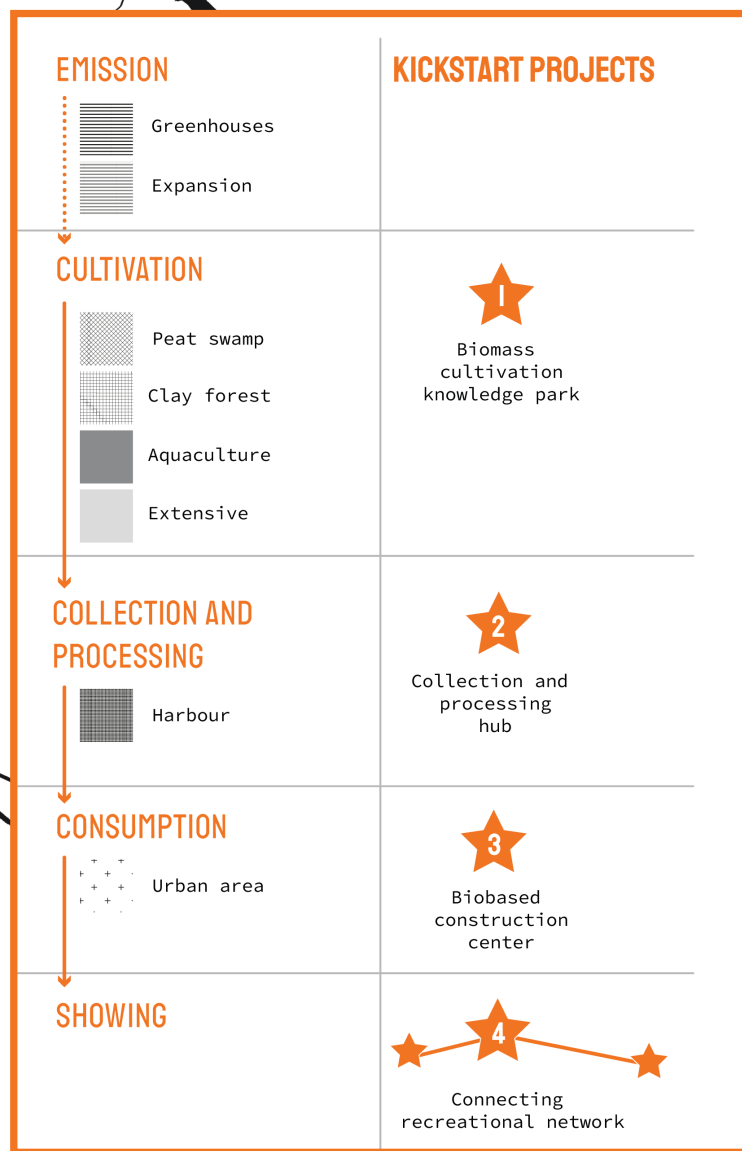 EMISSION
KICKSTART PROJECTS
Greenhouses
Expansion
CULTIVATION
1
Peat swamp
Biomass
cultivation
knowledge park
Clay forest
Aquaculture
Extensive
COLLECTION AND
PROCESSING
2
Harbour
Collection and
processing
hub
CONSUMPTION
3
Urban area
Biobased
construction
center
SHOWING
4
Connecting
recreational network